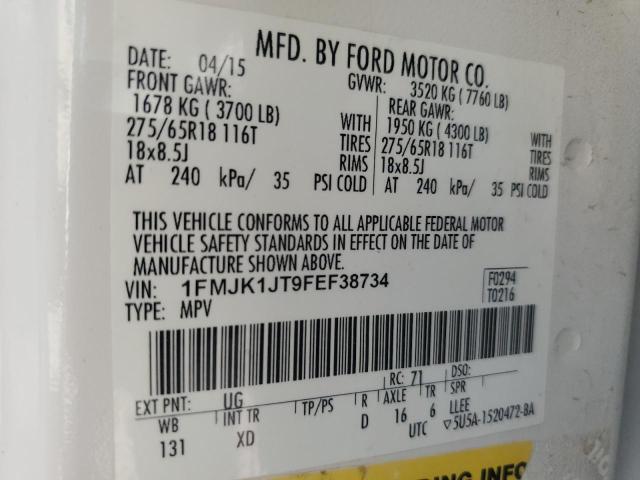 MFD. BY FORD MOTOR CO.
DATE: 04/15 GVWR: 3520 KG (7760 LB)
FRONT GAWR: REAR GAWR:
1678 KG (3700 LB) WITH 1950 KG (4300 LB) WITH
275/65R18 116T TIRES 275/65R18 116T TIRES
18x8.5J RIMS 18x8.5J RIMS
AT 240 kPa/ 35 PSI COLD AT 240 kPa/ 35 PSI COLD
THIS VEHICLE CONFORMS TO ALL APPLICABLE FEDERAL MOTOR
VEHICLE SAFETY STANDARDS IN EFFECT ON THE DATE OF
MANUFACTURE SHOWN ABOVE.
VIN: 1FMJK1JT9FEF38734 F0294
TYPE: MPV T0216
EXT PNT: UG RC: 71 DSO:
WB INT TR TP/PS R AXLE TR SPR
131 XD D 16 6 LLEE
UTC ▽5U5A-1520472-BA
RING INFO